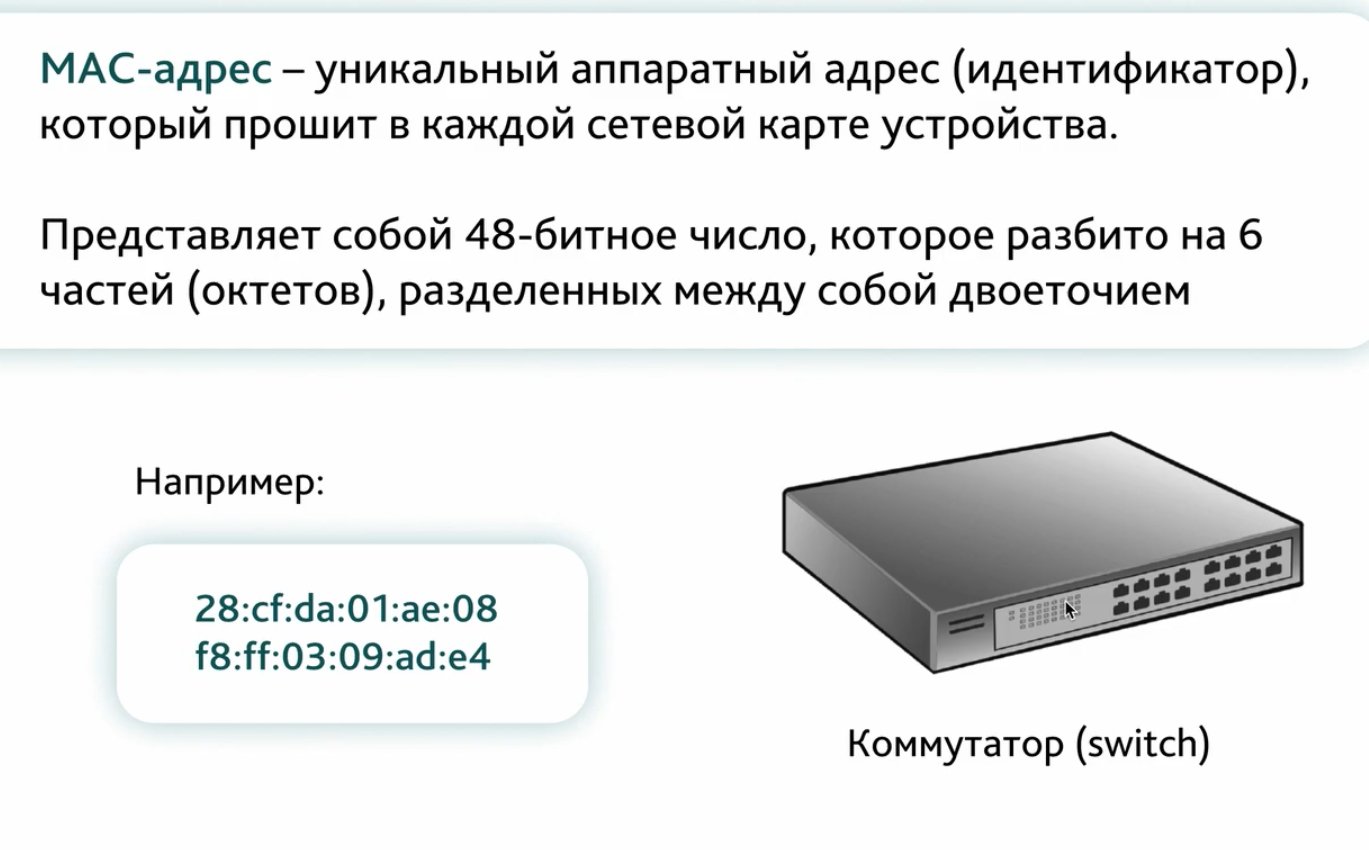 MAC-адрес – уникальный аппаратный адрес (идентификатор),
который прошит в каждой сетевой карте устройства.
Представляет собой 48-битное число, которое разбито на 6
частей (октетов), разделенных между собой двоеточием
Например:
28:cf:da:01:ae:08
f8:ff:03:09:ad:e4
Коммутатор (switch)